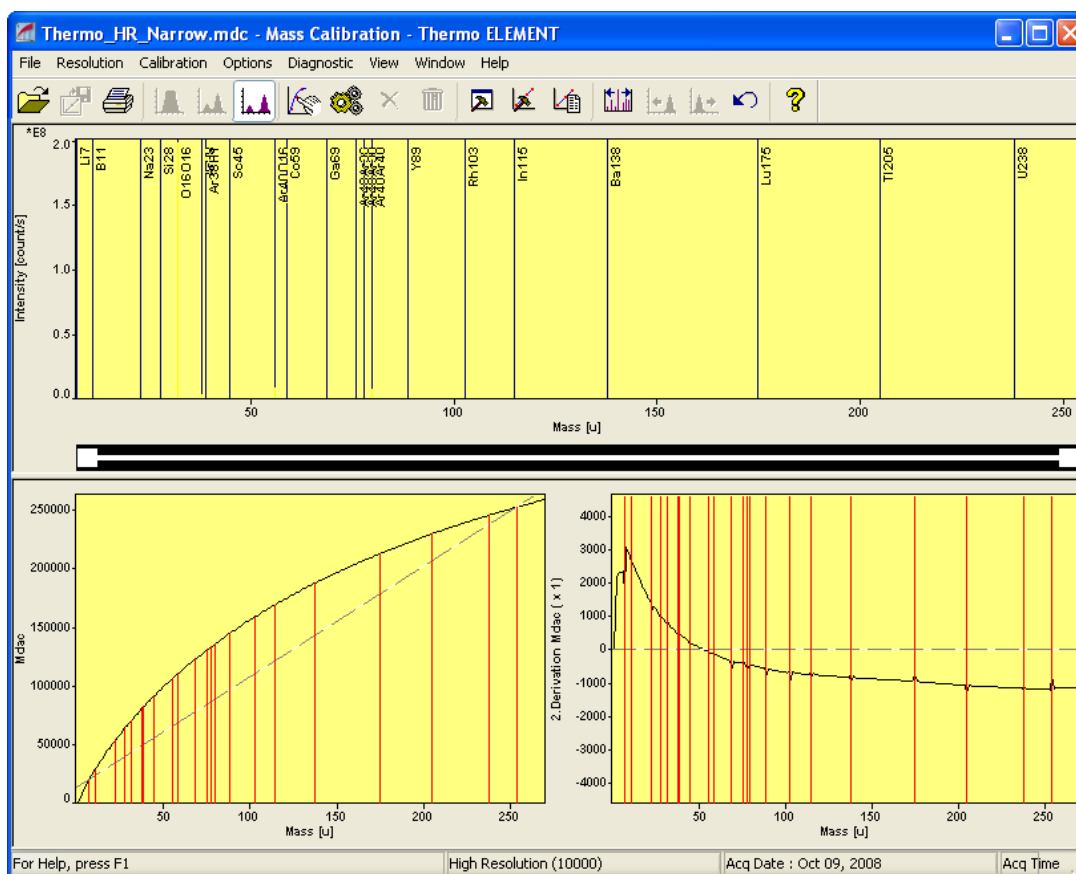 Thermo_HR_Narrow.mdc - Mass Calibration - Thermo ELEMENT
File Resolution Calibration Options Diagnostic View Window Help
*E8
2.0
1.5
1.0
0.5
0.0
Intensity [count/s]
Li7
B11
Na23
Si28
O16O16
Ar38H1
Sc45
Ar40O16
Co59
Ga69
Ar40Ar40
Y89
Rh103
In115
Ba138
Lu175
Tl205
U238
50 100 150 200 250
Mass [u]
250000
200000
150000
100000
50000
0
Mdac
50 100 150 200 250
Mass [u]
4000
3000
2000
1000
0
-1000
-2000
-3000
-4000
2.Derivation Mdac ( x 1)
50 100 150 200 250
Mass [u]
For Help, press F1 High Resolution (10000) Acq Date : Oct 09, 2008 Acq Time